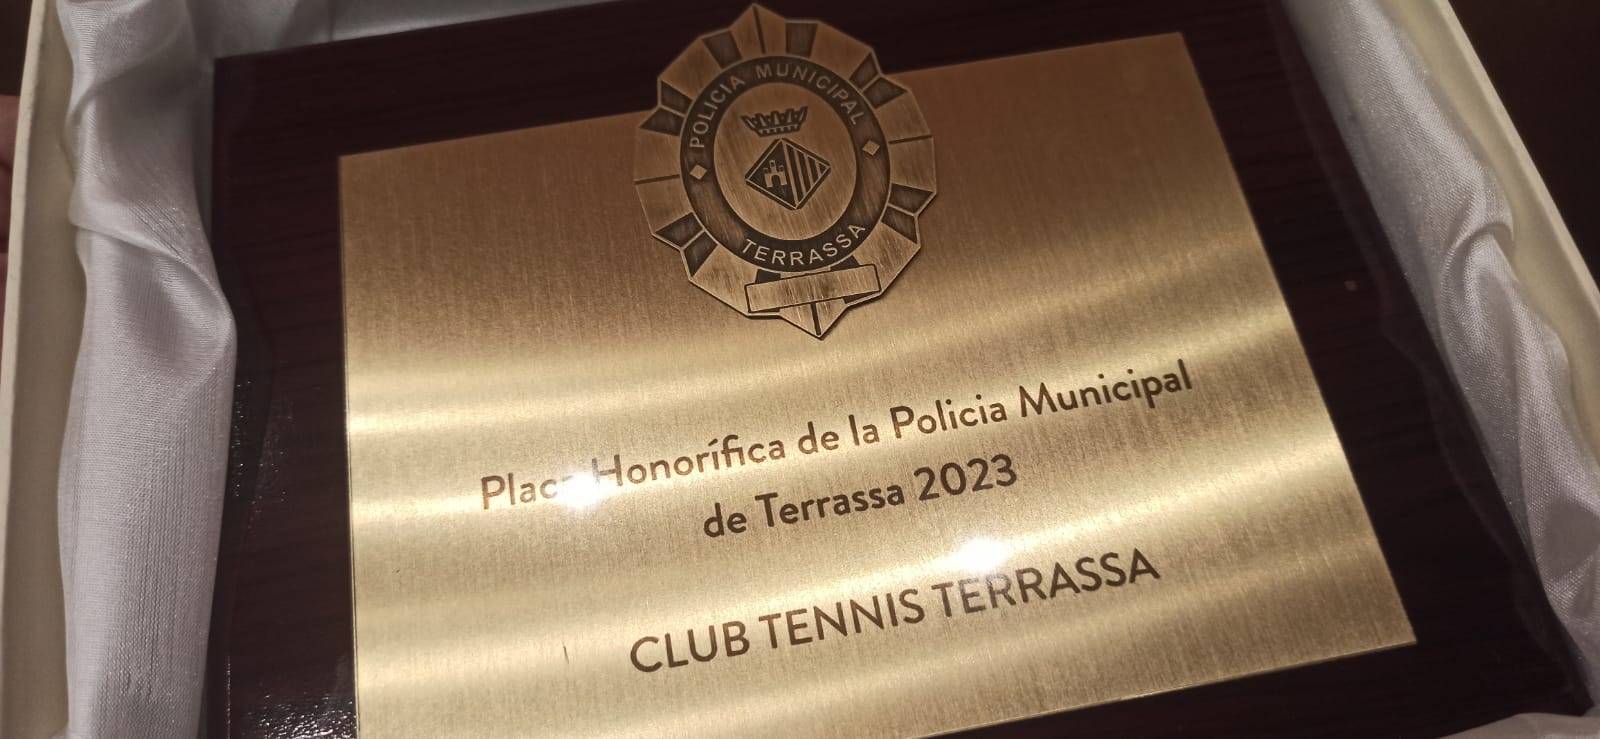 POLICIA MUNICIPAL
TERRASSA
Placa Honorífica de la Policia Municipal
de Terrassa 2023
CLUB TENNIS TERRASSA